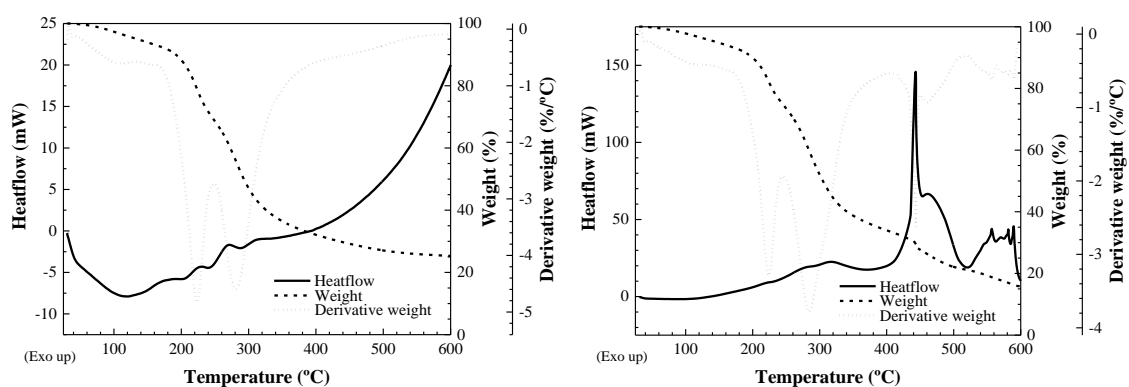 25
20
15
10
5
0
-5
-10
Heatflow (mW)
100
80
60
40
20
0
Weight (%)
0
-1
-2
-3
-4
-5
Derivative weight (%/ºC)
Heatflow
Weight
Derivative weight
(Exo up)
100 200 300 400 500 600
Temperature (ºC)
150
100
50
0
Heatflow (mW)
100
80
60
40
20
0
Weight (%)
0
-1
-2
-3
-4
Derivative weight (%/ºC)
Heatflow
Weight
Derivative weight
(Exo up)
100 200 300 400 500 600
Temperature (ºC)